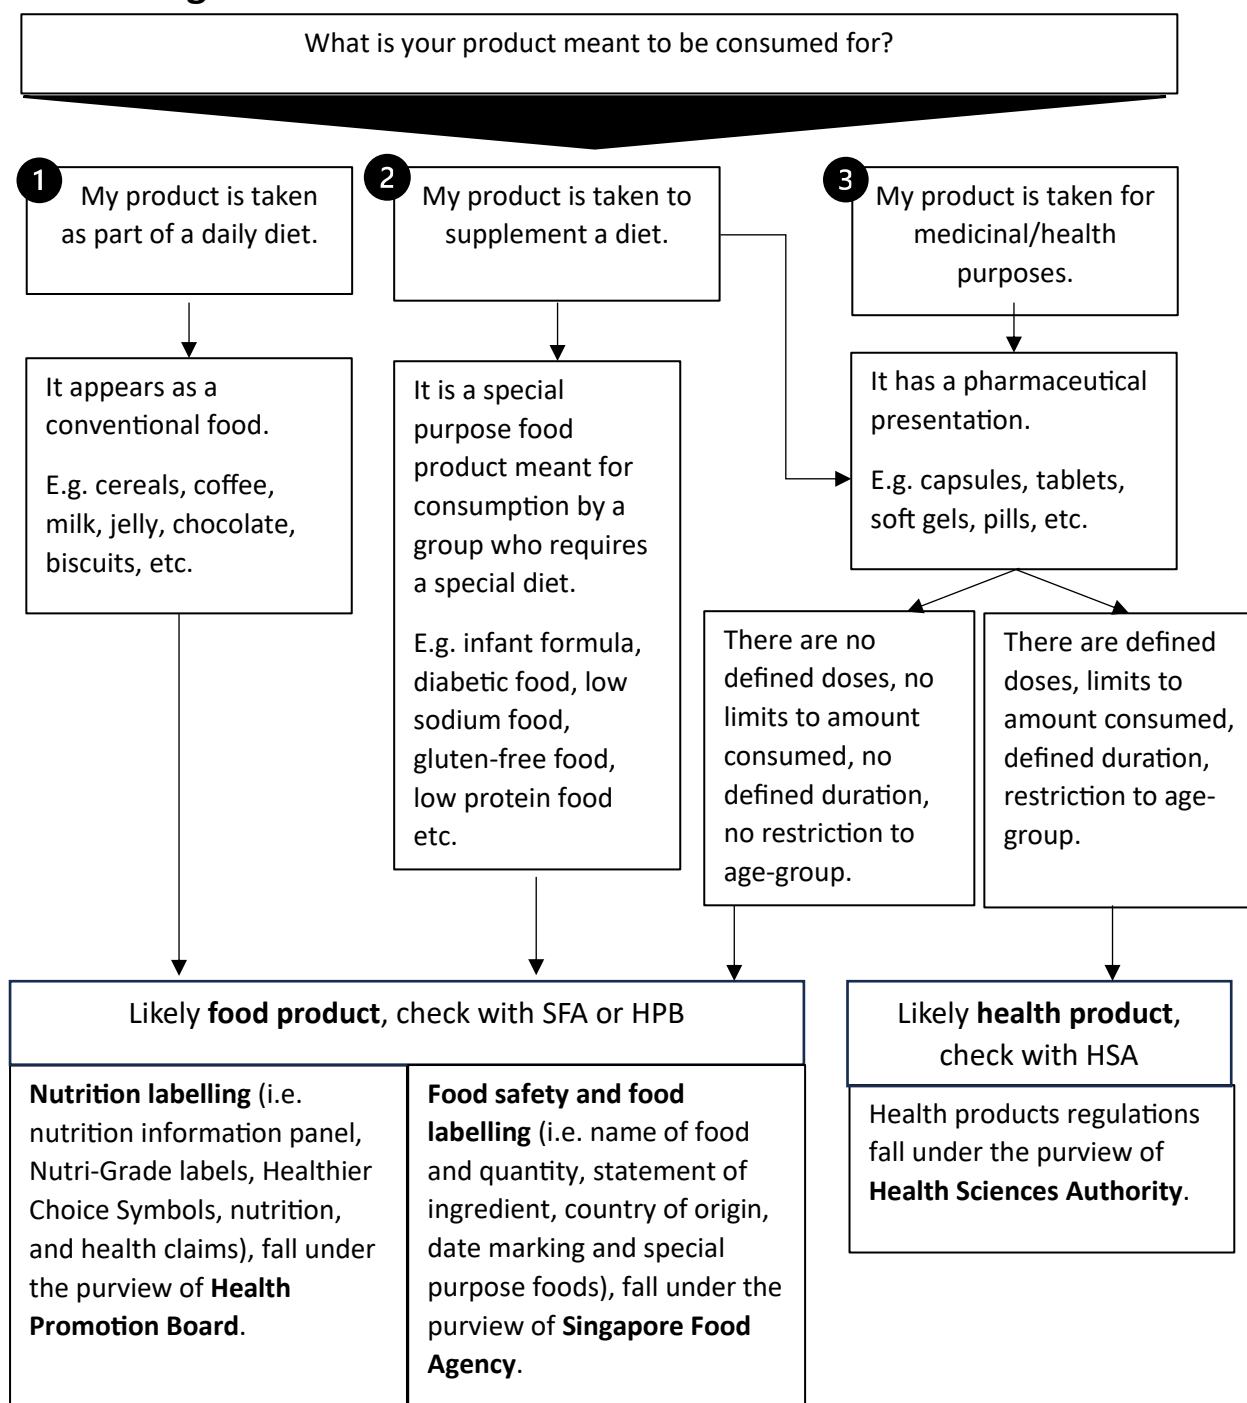 What is your product meant to be consumed for?
1
My product is taken
as part of a daily diet.
2
My product is taken to
supplement a diet.
3
My product is taken for
medicinal/health
purposes.
It appears as a
conventional food.
E.g. cereals, coffee,
milk, jelly, chocolate,
biscuits, etc.
It is a special
purpose food
product meant for
consumption by a
group who requires
a special diet.
E.g. infant formula,
diabetic food, low
sodium food,
gluten-free food,
low protein food
etc.
It has a pharmaceutical
presentation.
E.g. capsules, tablets,
soft gels, pills, etc.
There are no
defined doses, no
limits to amount
consumed, no
defined duration,
no restriction to
age-group.
There are defined
doses, limits to
amount consumed,
defined duration,
restriction to age-
group.
Likely food product, check with SFA or HPB
Nutrition labelling (i.e.
nutrition information panel,
Nutri-Grade labels, Healthier
Choice Symbols, nutrition,
and health claims), fall under
the purview of Health
Promotion Board.
Food safety and food
labelling (i.e. name of food
and quantity, statement of
ingredient, country of origin,
date marking and special
purpose foods), fall under the
purview of Singapore Food
Agency.
Likely health product,
check with HSA
Health products regulations
fall under the purview of
Health Sciences Authority.